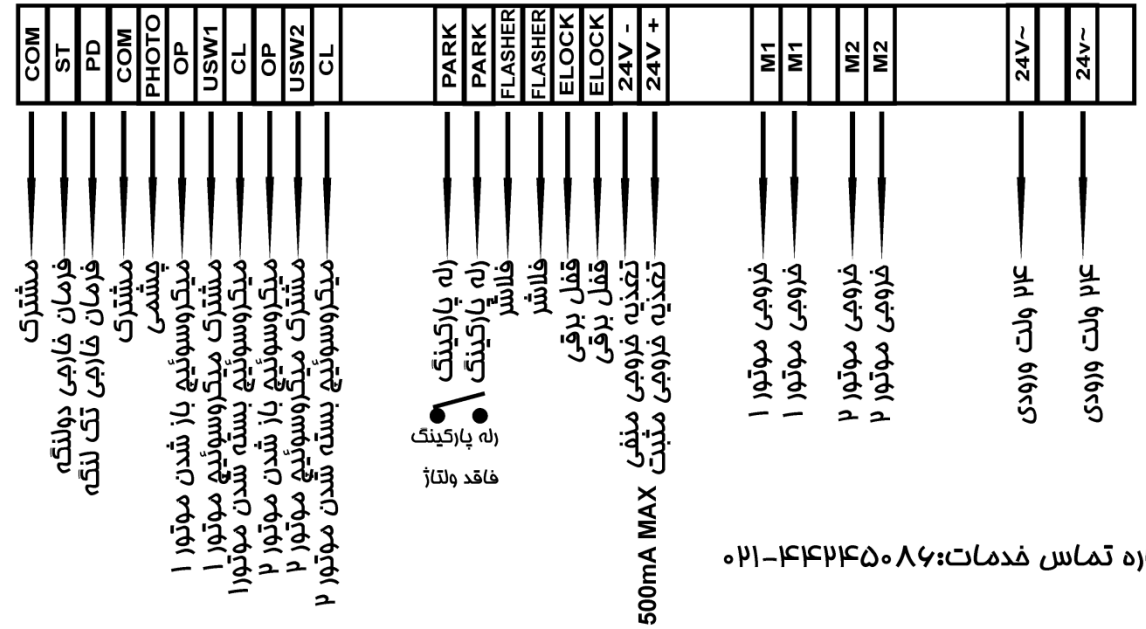 COM
ST
PD
COM
PHOTO
OP
USW1
CL
OP
USW2
CL
PARK
PARK
FLASHER
FLASHER
ELOCK
ELOCK
24V -
24V +
M1
M1
M2
M2
24V~
24v~
مشترک
فرمان خارجی دولنگه
فرمان خارجی تک لنگه
مشترک
چشمی
میکروسوئیچ باز شدن موتور ۱
مشترک میکروسوئیچ موتور ۱
میکروسوئیچ بسته شدن موتور۱
میکروسوئیچ باز شدن موتور ۲
مشترک میکروسوئیچ موتور ۲
میکروسوئیچ بسته شدن موتور ۲
رله پارکینگ
رله پارکینگ
فلاشر
فلاشر
قفل برقی
قفل برقی
تغذیه خروجی منفی
تغذیه خروجی مثبت 500mA MAX
خروجی موتور ۱
خروجی موتور ۱
خروجی موتور ۲
خروجی موتور ۲
۲۴ ولت ورودی
۲۴ ولت ورودی
رله پارکینگ
فاقد ولتاژ
ره تماس خدمات:۴۴۲۴۵۰۸۶-۰۲۱